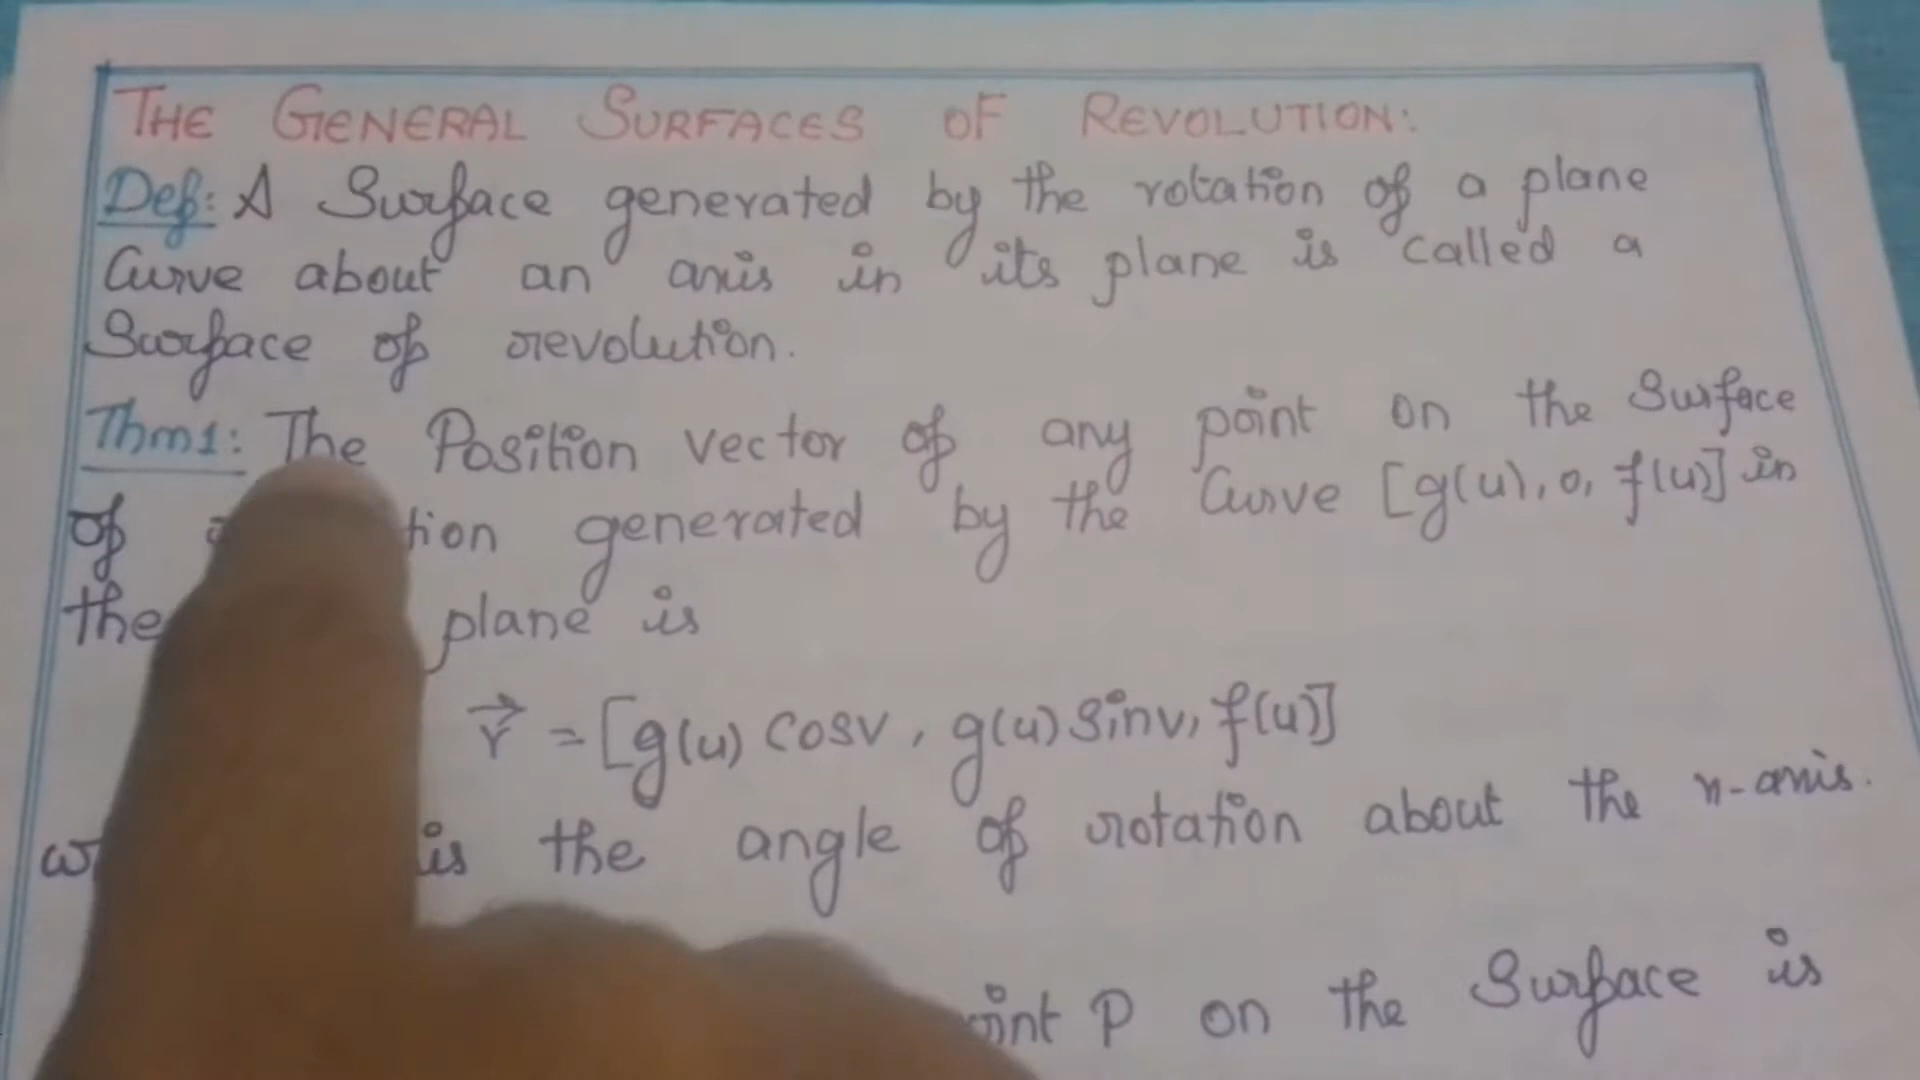 THE GENERAL SURFACES OF REVOLUTION:
Def: A Surface generated by the rotation of a plane
Curve about an axis in its plane is called a
Surface of revolution.
Thm1: The Position vector of any point on the Surface
of generated by the Curve [g(u), 0, f(u)] in
the plane is
r⃗ = [g(u) cosv, g(u) Sinv, f(u)]
is the angle of rotation about the x-axis.
P on the Surface is